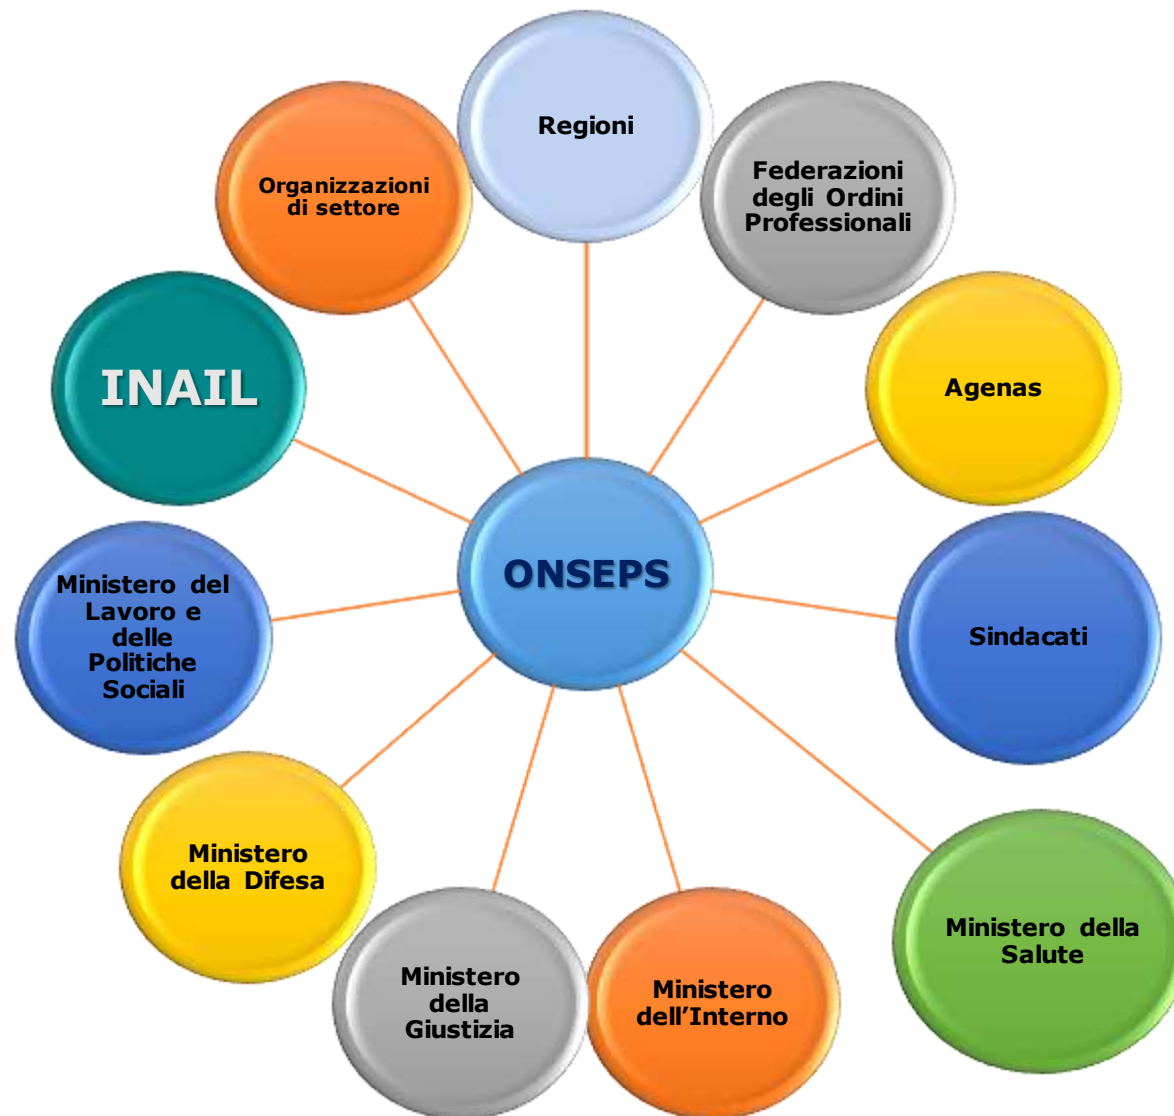 Regioni
Federazioni
degli Ordini
Professionali
Organizzazioni
di settore
Agenas
INAIL
ONSEPS
Ministero del
Lavoro e
delle
Politiche
Sociali
Sindacati
Ministero
della Difesa
Ministero della
Salute
Ministero
della
Giustizia
Ministero
dell’Interno